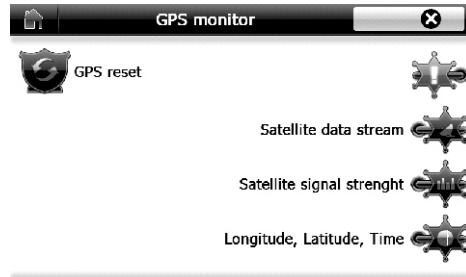 GPS monitor
GPS reset
Satellite data stream
Satellite signal strenght
Longitude, Latitude, Time